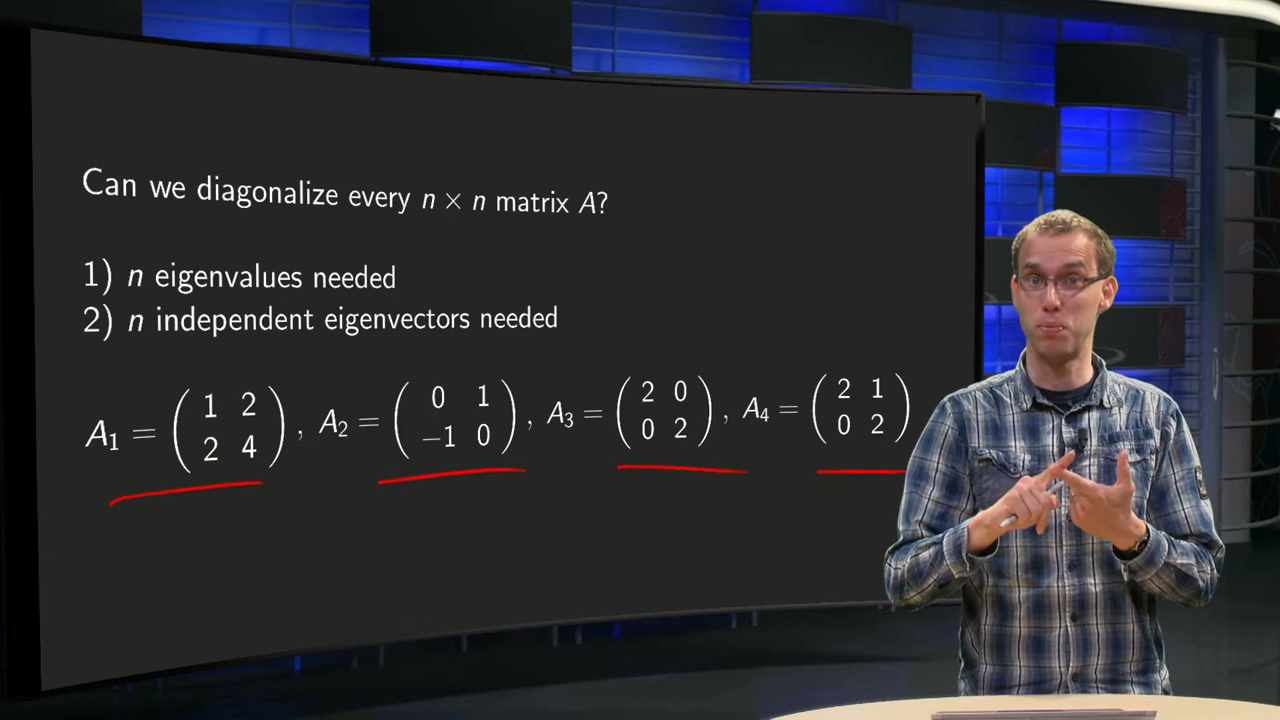 Can we diagonalize every n × n matrix A?
1) n eigenvalues needed
2) n independent eigenvectors needed
A₁ = (1 2; 2 4), A₂ = (0 1; −1 0), A₃ = (2 0; 0 2), A₄ = (2 1; 0 2)